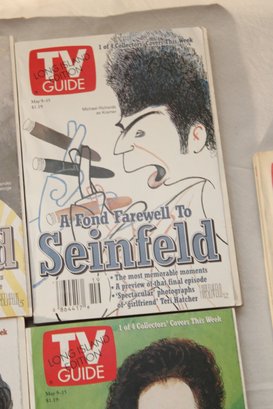 1 of 4 Collectors' Covers This Week
TV
GUIDE
LONG ISLAND
EDITION
May 9-15
$1.19
Michael Richards
as Kramer
A Fond Farewell To
Seinfeld
• The most memorable moments
• A preview of that final episode
• 'Spectacular' photographs
of 'girlfriend' Teri Hatcher
1 of 4 Collectors' Covers This Week
TV
GUIDE
LONG ISLAND
EDITION
May 9-15
$1.19